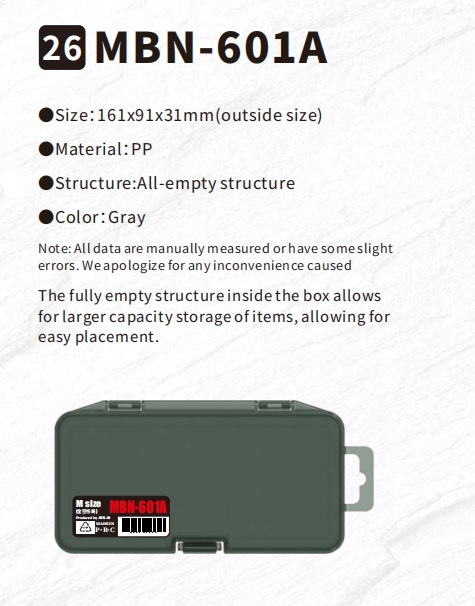 26 MBN-601A
●Size:161x91x31mm(outside size)
●Material:PP
●Structure:All-empty structure
●Color:Gray
Note: All data are manually measured or have some slight
errors. We apologize for any inconvenience caused
The fully empty structure inside the box allows
for larger capacity storage of items, allowing for
easy placement.
M size MBN-601A
P·R·C